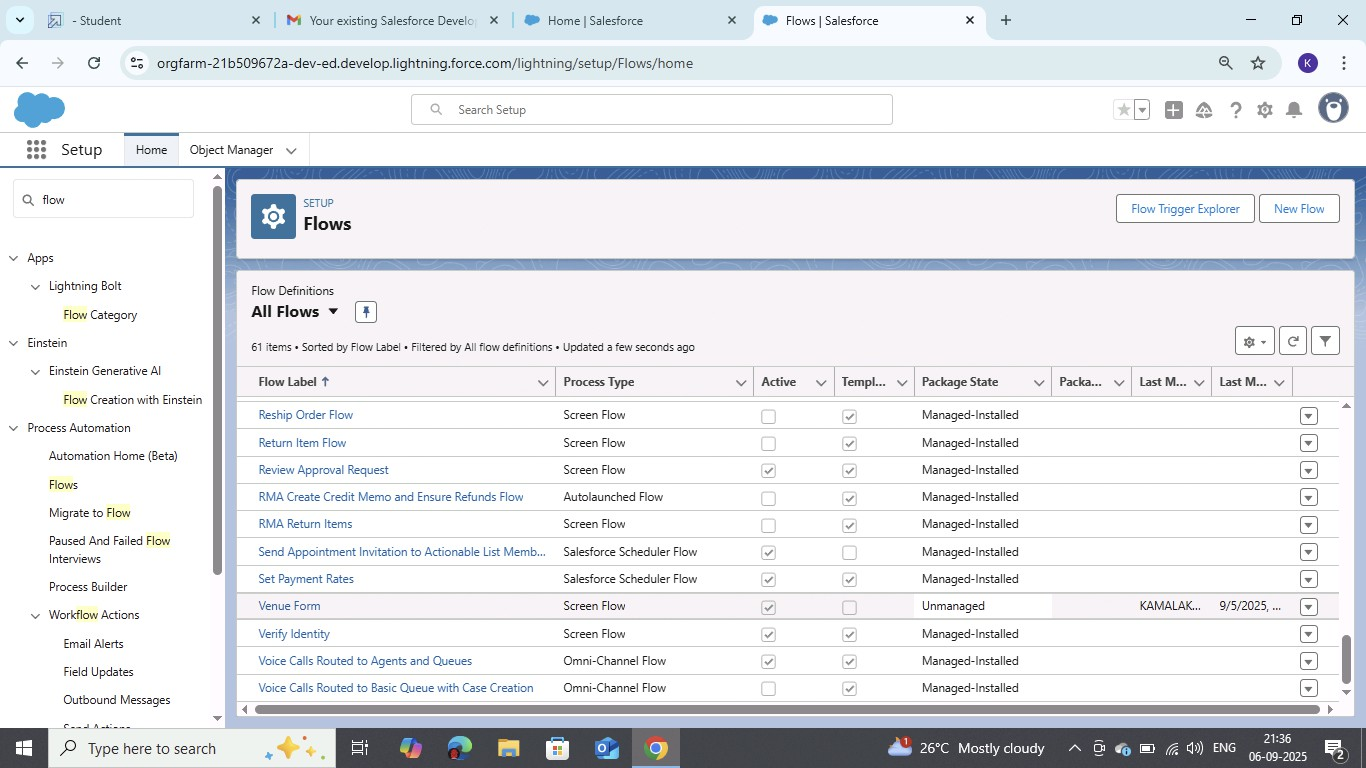 - Student
Your existing Salesforce Develop
Home | Salesforce
Flows | Salesforce
orgfarm-21b509672a-dev-ed.develop.lightning.force.com/lightning/setup/Flows/home
K
Search Setup
Setup
Home
Object Manager
flow
Apps
Lightning Bolt
Flow Category
Einstein
Einstein Generative AI
Flow Creation with Einstein
Process Automation
Automation Home (Beta)
Flows
Migrate to Flow
Paused And Failed Flow
Interviews
Process Builder
Workflow Actions
Email Alerts
Field Updates
Outbound Messages
Send Actions
SETUP
Flows
Flow Trigger Explorer
New Flow
Flow Definitions
All Flows
61 items • Sorted by Flow Label • Filtered by All flow definitions • Updated a few seconds ago
Flow Label Process Type Active Templ... Package State Packa... Last M... Last M...
Reship Order Flow Screen Flow Managed-Installed
Return Item Flow Screen Flow Managed-Installed
Review Approval Request Screen Flow Managed-Installed
RMA Create Credit Memo and Ensure Refunds Flow Autolaunched Flow Managed-Installed
RMA Return Items Screen Flow Managed-Installed
Send Appointment Invitation to Actionable List Memb... Salesforce Scheduler Flow Managed-Installed
Set Payment Rates Salesforce Scheduler Flow Managed-Installed
Venue Form Screen Flow Unmanaged KAMALAK... 9/5/2025, ...
Verify Identity Screen Flow Managed-Installed
Voice Calls Routed to Agents and Queues Omni-Channel Flow Managed-Installed
Voice Calls Routed to Basic Queue with Case Creation Omni-Channel Flow Managed-Installed
Type here to search
1
26°C Mostly cloudy
ENG
21:36
06-09-2025
2